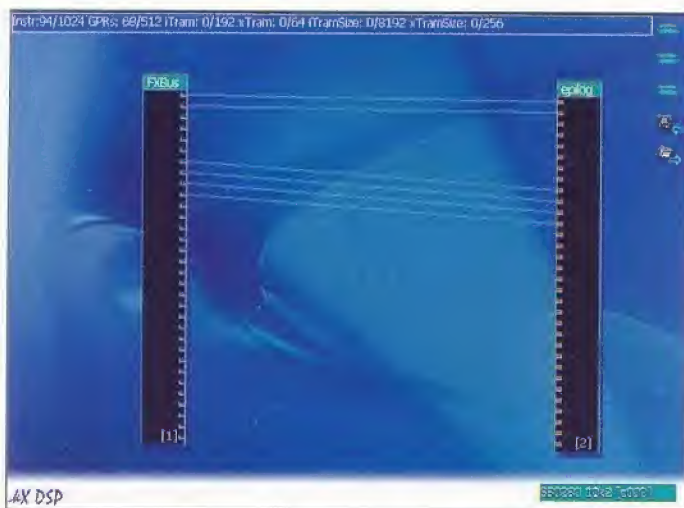 Instr:94/1024 GPRs: 68/512 iTram: 0/192 xTram: 0/64 iTramSize: 0/8192 xTramSize: 0/256
FXBus
epilog
[1]
[2]
kX DSP
10k2